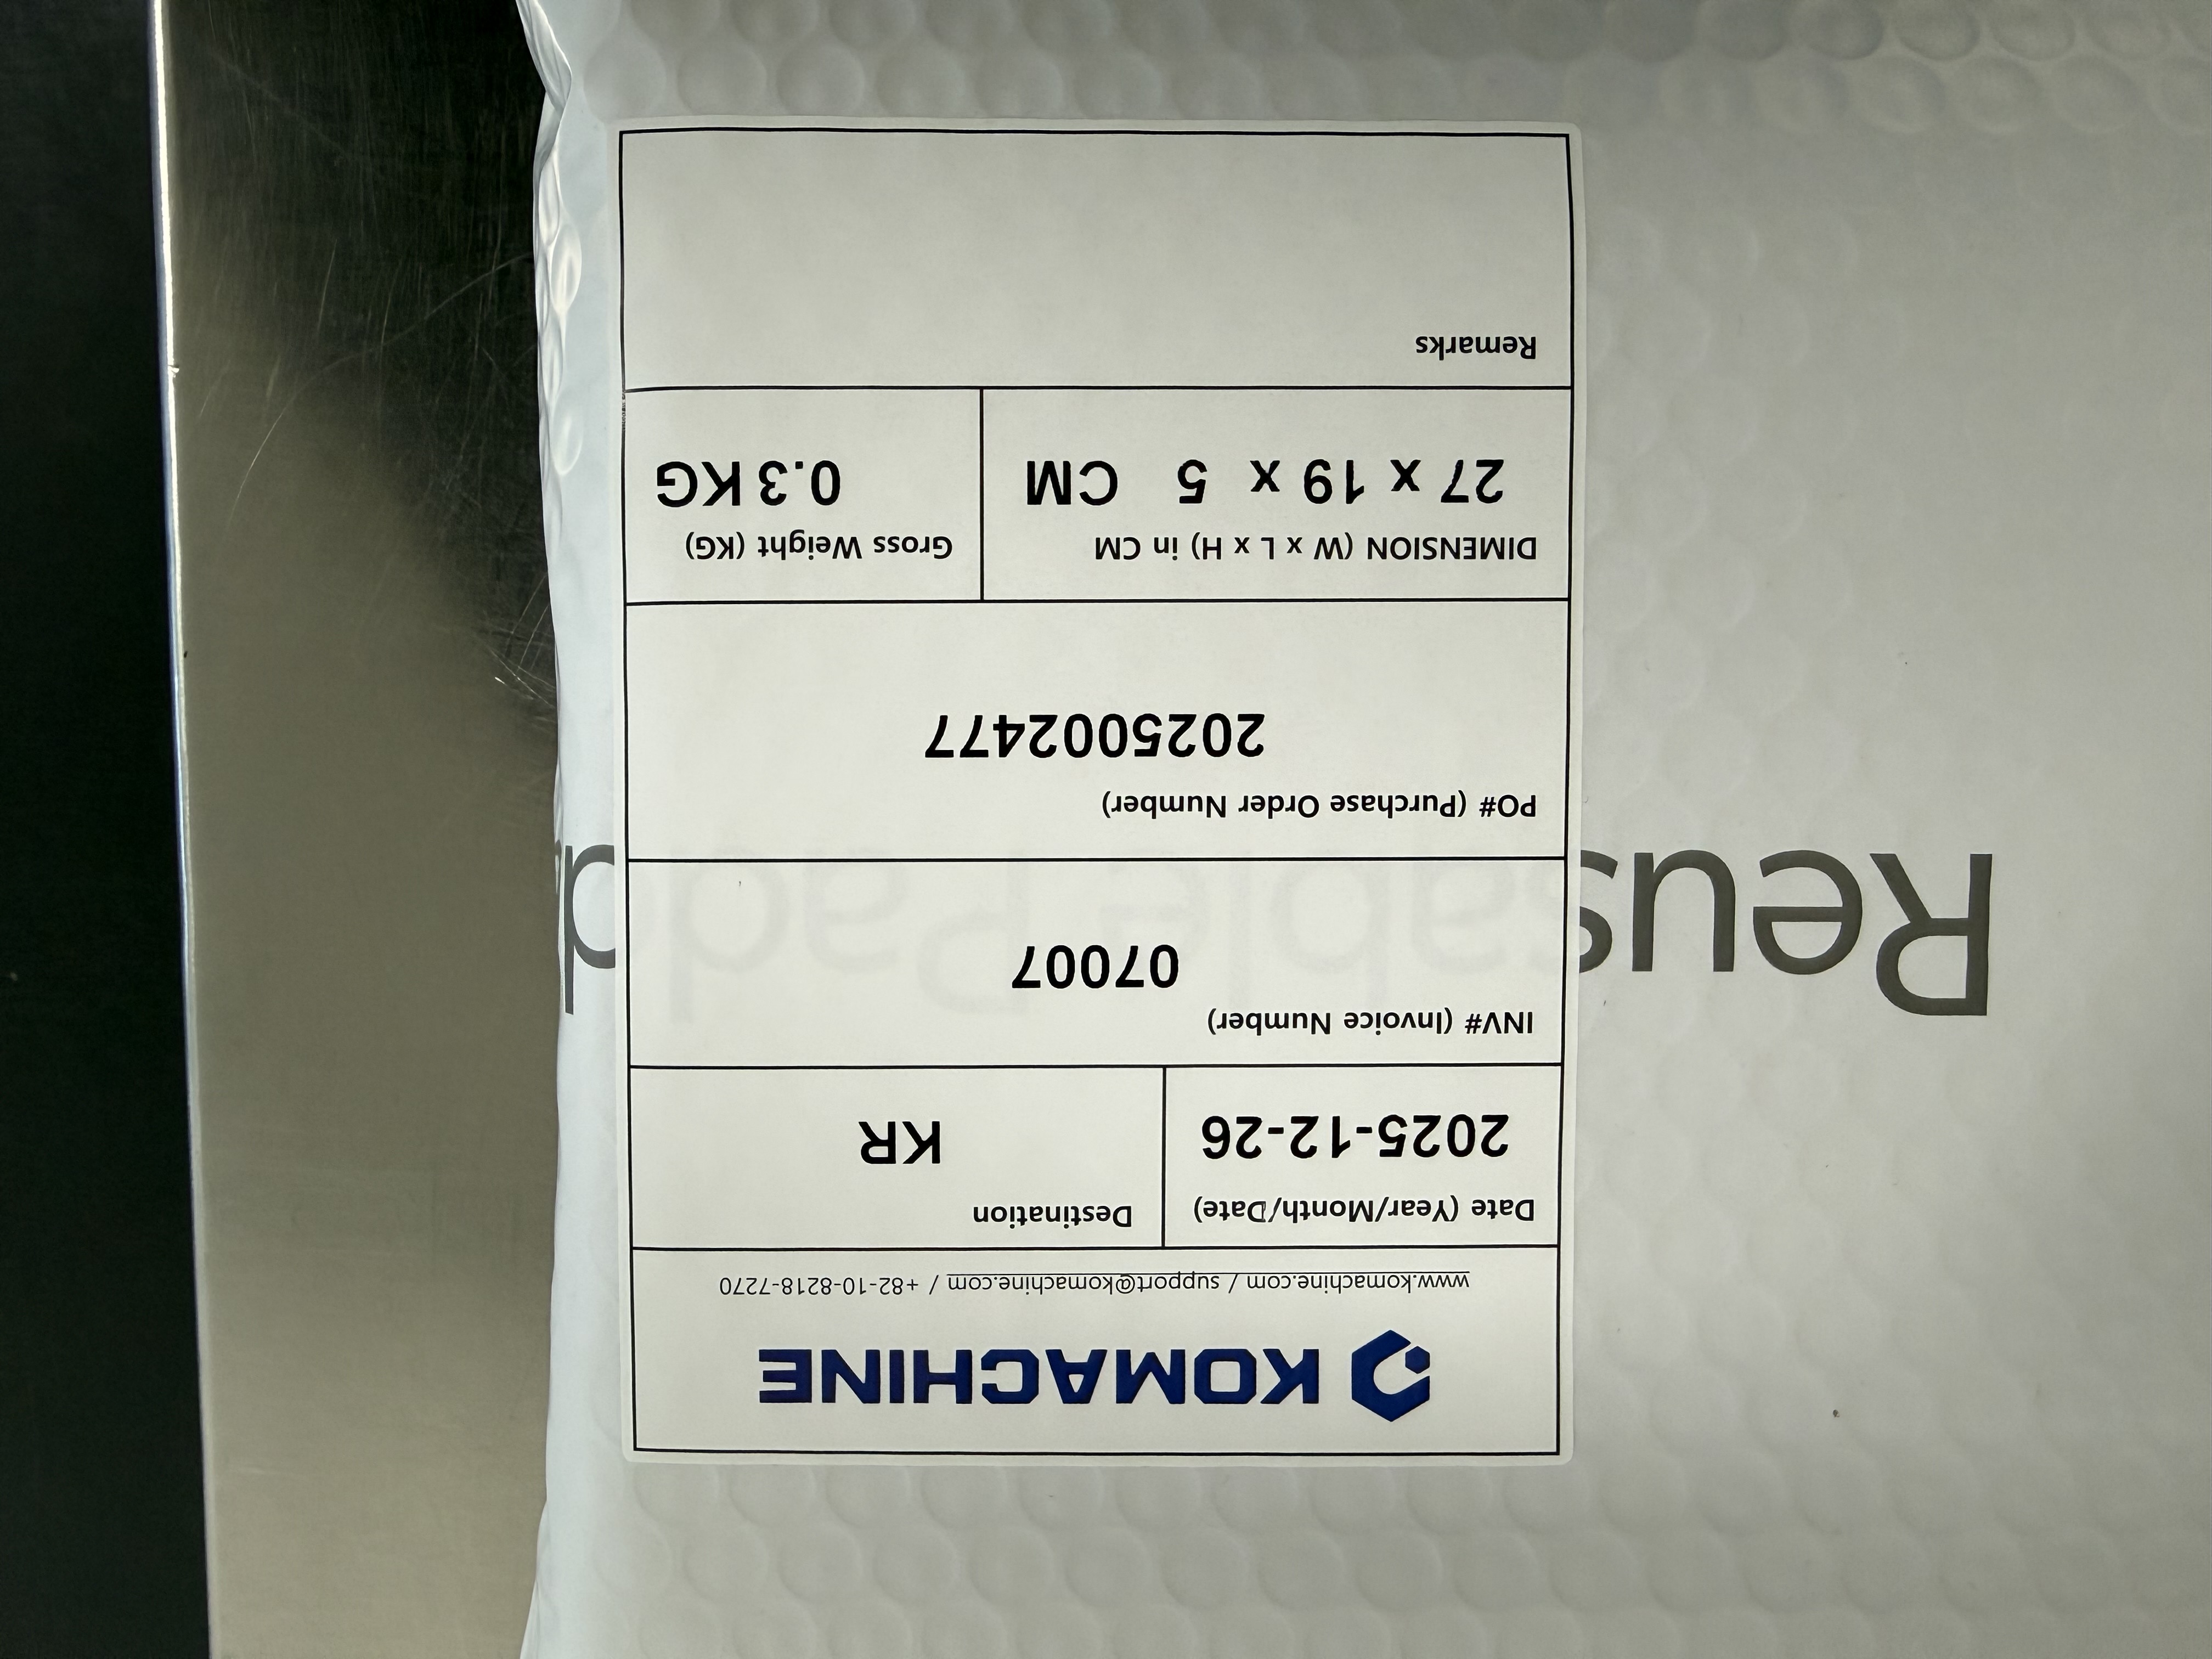 KOMACHINE
www.komachine.com / support@komachine.com / +82-10-8218-7270
Date (Year/Month/Date)
2025-12-26
Destination
KR
INV# (Invoice Number)
07007
PO# (Purchase Order Number)
2025002477
DIMENSION (W x L x H) in CM
27 x 19 x 5 CM
Gross Weight (KG)
0.3 KG
Remarks
Reusable Padd